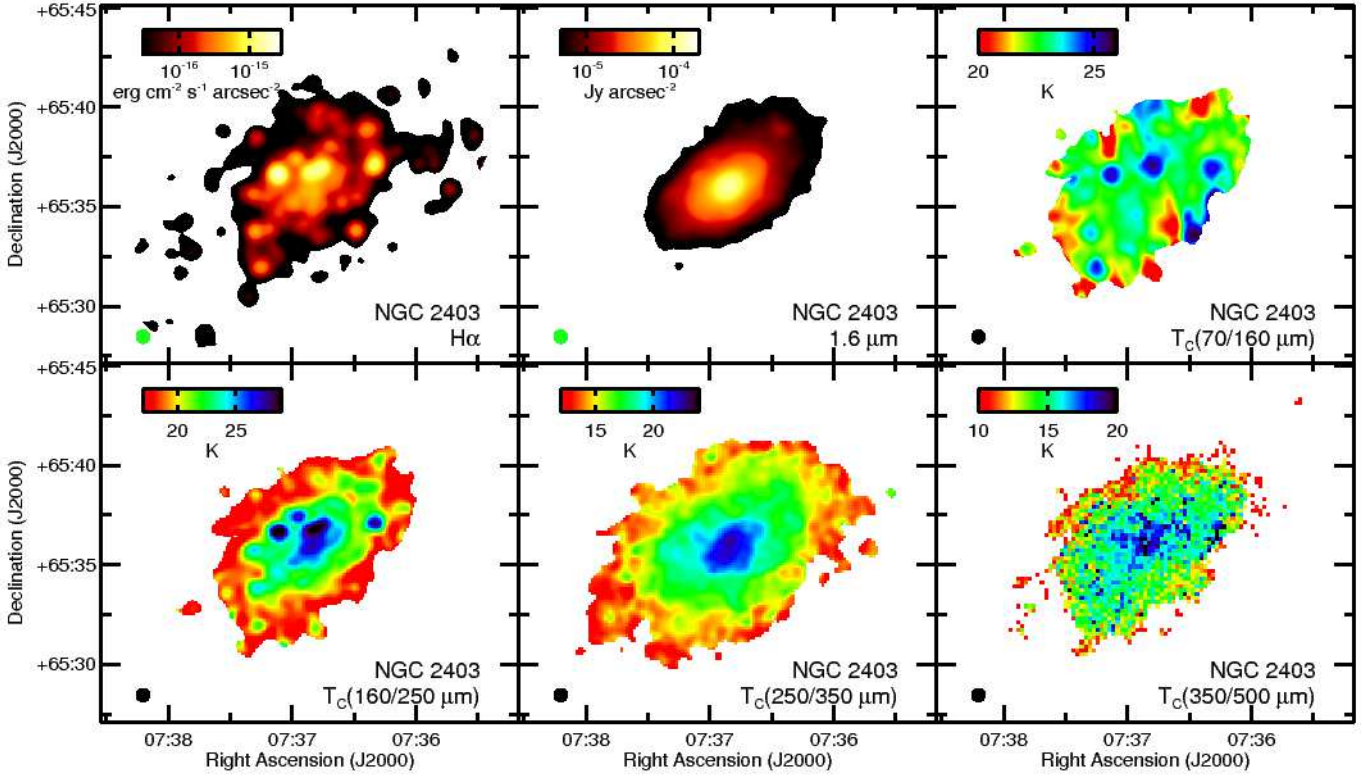 +65:45
+65:40
+65:35
+65:30
Declination (J2000)
10⁻¹⁶ 10⁻¹⁵
erg cm⁻² s⁻¹ arcsec⁻²
NGC 2403
Hα
10⁻⁵ 10⁻⁴
Jy arcsec⁻²
NGC 2403
1.6 μm
20 25
K
NGC 2403
T_C(70/160 μm)
+65:45
+65:40
+65:35
+65:30
Declination (J2000)
20 25
K
NGC 2403
T_C(160/250 μm)
15 20
K
NGC 2403
T_C(250/350 μm)
10 15 20
K
NGC 2403
T_C(350/500 μm)
07:38 07:37 07:36
Right Ascension (J2000)
07:38 07:37 07:36
Right Ascension (J2000)
07:38 07:37 07:36
Right Ascension (J2000)